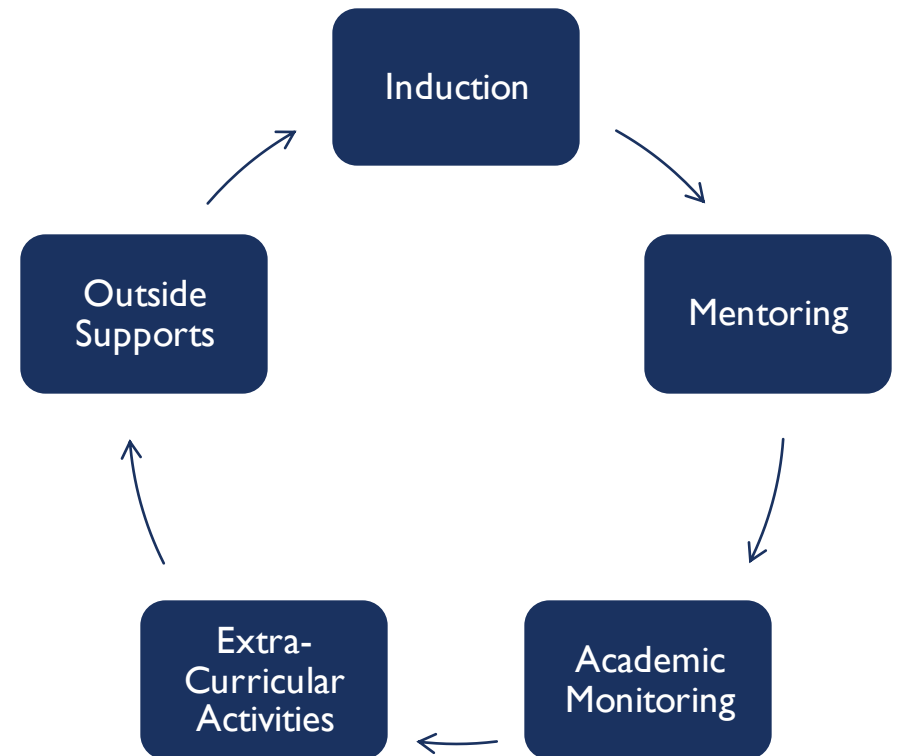 Induction
Mentoring
Academic
Monitoring
Extra-
Curricular
Activities
Outside
Supports